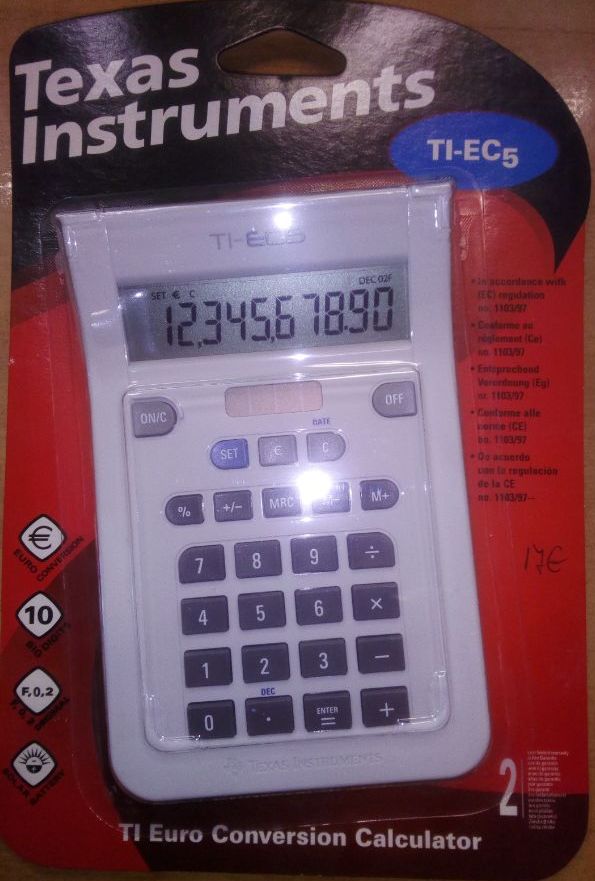 Texas
Instruments
TI-EC5
TI-EC5
SET € C
DEC 02F
12,345,678.90
ON/C
OFF
RATE
SET
€
C
%
+/−
MRC
M−
M+
7
8
9
÷
4
5
6
×
1
2
3
−
DEC
0
.
ENTER
=
+
TEXAS INSTRUMENTS
• In accordance with
(EC) regulation
no. 1103/97
• Conforme au
règlement (Ce)
no. 1103/97
• Entsprechend
Verordnung (Eg)
nr. 1103/97
• Conforme alle
norme (CE)
no. 1103/97
• De acuerdo
con la regulación
de la CE
no. 1103/97
17€
€
EURO
CONVERSION
10
BIG DIGITS
F,0,2
F, 0, 2
SOLAR
BATTERY
2
TI Euro Conversion Calculator